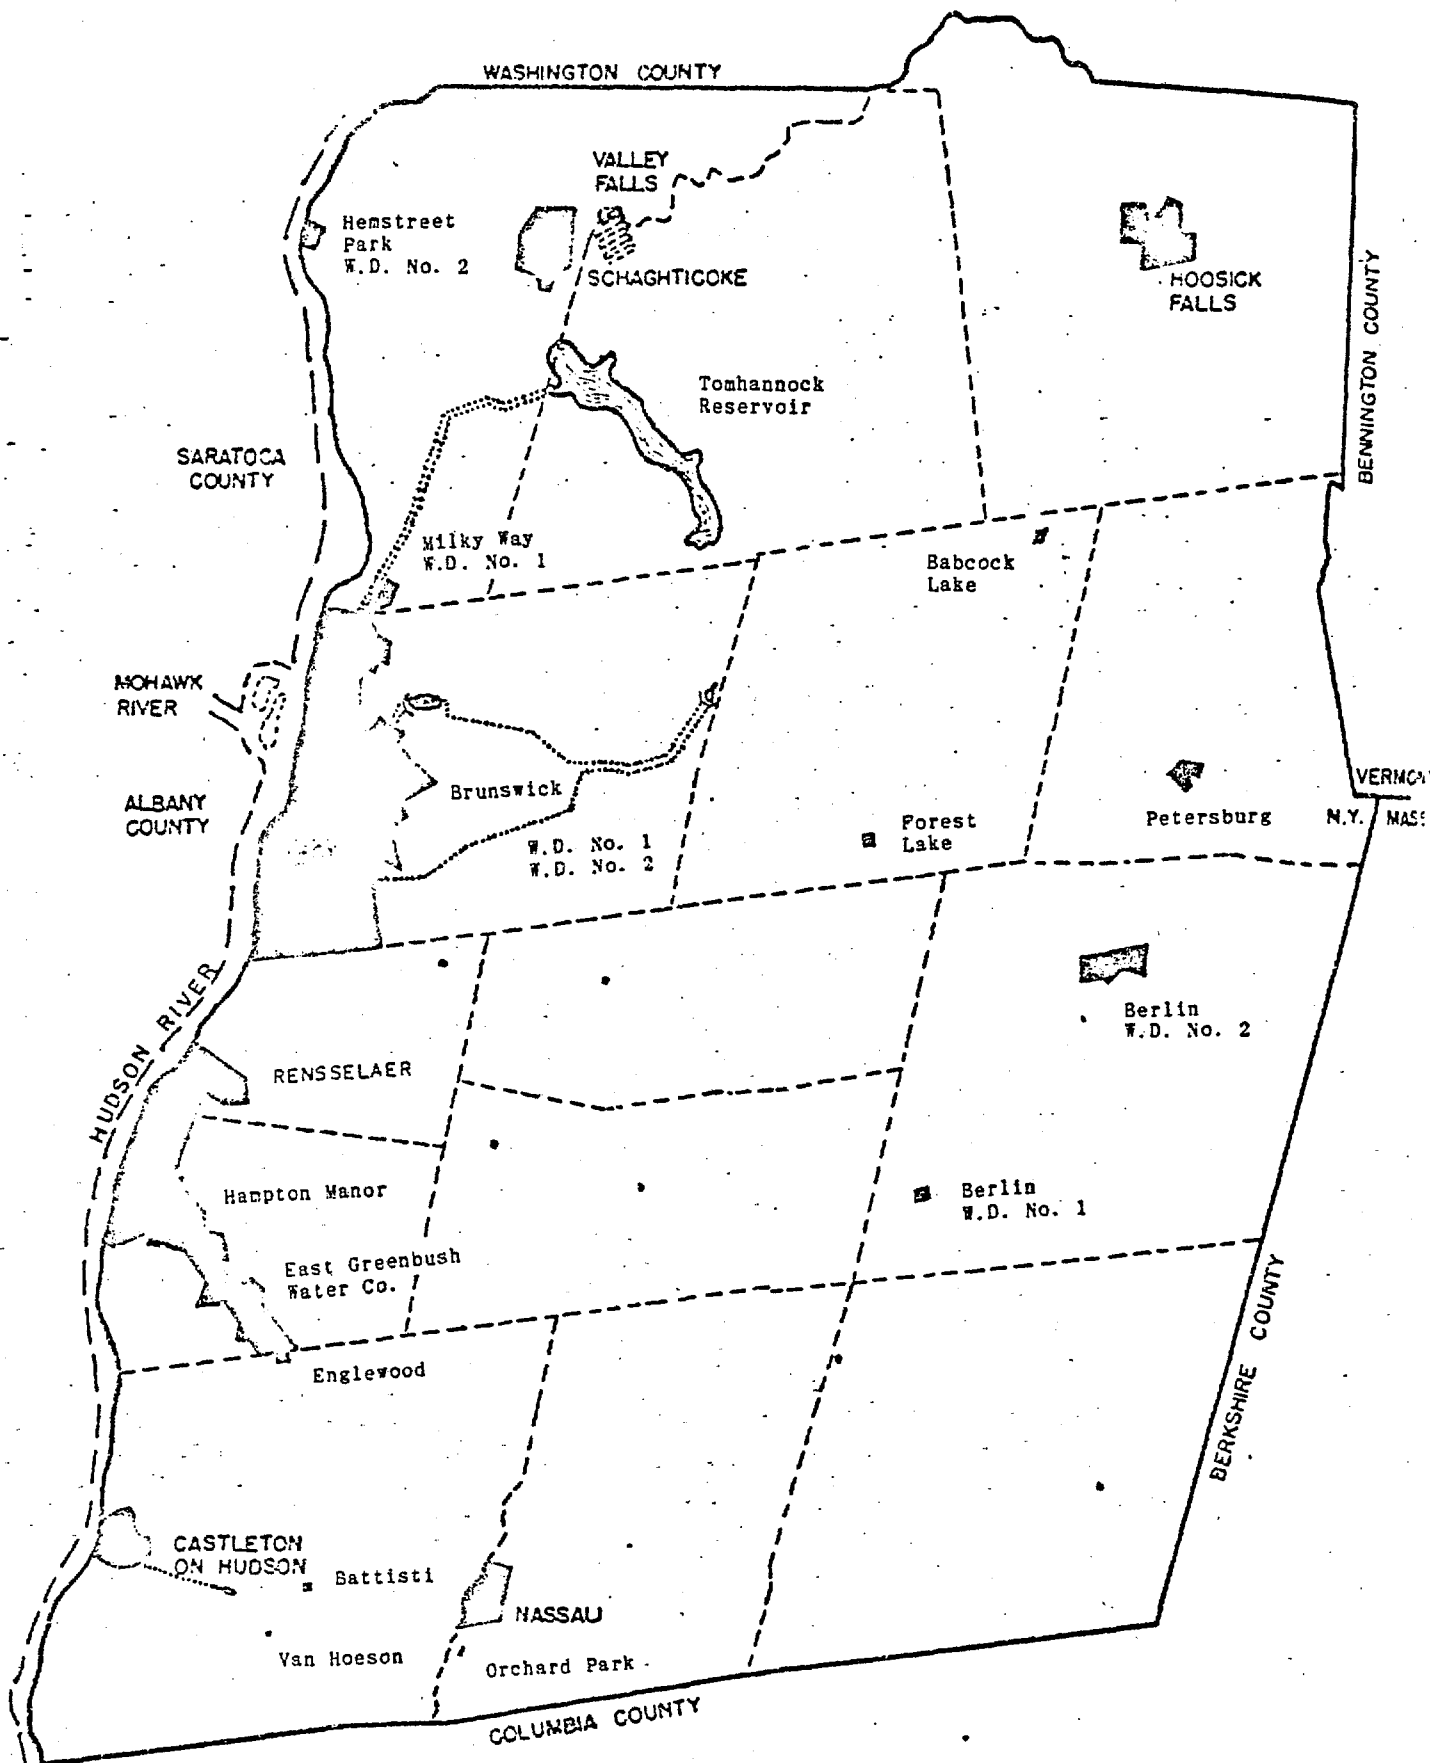 WASHINGTON COUNTY
VALLEY
FALLS
Hemstreet
Park
W.D. No. 2
SCHAGHTICOKE
HOOSICK
FALLS
BENNINGTON COUNTY
Tomhannock
Reservoir
SARATOGA
COUNTY
Milky Way
W.D. No. 1
Babcock
Lake
MOHAWK
RIVER
ALBANY
COUNTY
Brunswick
W.D. No. 1
W.D. No. 2
Forest
Lake
Petersburg
VERMON
N.Y. MASS
HUDSON RIVER
Berlin
W.D. No. 2
RENSSELAER
Hampton Manor
Berlin
W.D. No. 1
East Greenbush
Water Co.
Englewood
BERKSHIRE COUNTY
CASTLETON
ON HUDSON
Battisti
NASSAU
Van Hoeson
Orchard Park
COLUMBIA COUNTY